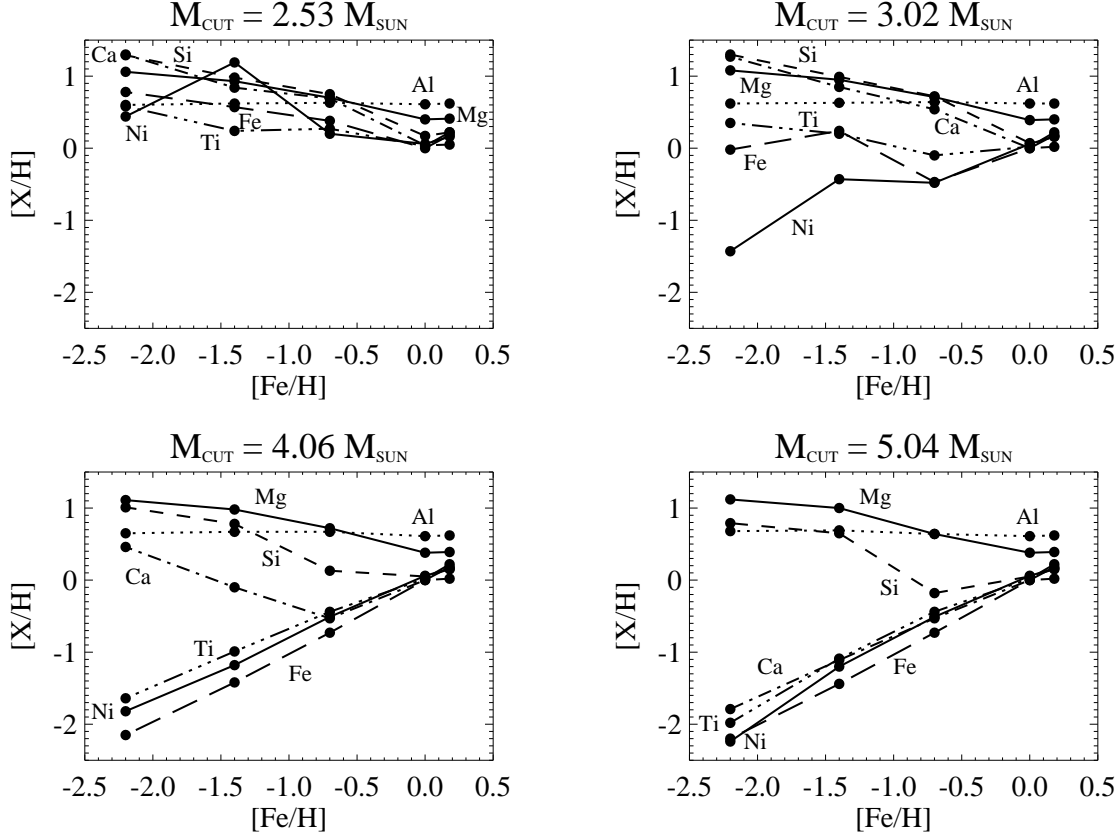 M_CUT = 2.53 M_SUN
Ca
Si
Al
1
Mg
0
Ni
Ti
Fe
[X/H]
-1
-2
-2.5 -2.0 -1.5 -1.0 -0.5 0.0 0.5
[Fe/H]
M_CUT = 3.02 M_SUN
Si
Al
1
Mg
Ti
Ca
0
Fe
[X/H]
-1
Ni
-2
-2.5 -2.0 -1.5 -1.0 -0.5 0.0 0.5
[Fe/H]
M_CUT = 4.06 M_SUN
Mg
Al
1
Si
Ca
0
[X/H]
-1
Ti
Fe
Ni
-2
-2.5 -2.0 -1.5 -1.0 -0.5 0.0 0.5
[Fe/H]
M_CUT = 5.04 M_SUN
Mg
Al
1
Si
0
[X/H]
-1
Ca
Fe
Ti
-2
Ni
-2.5 -2.0 -1.5 -1.0 -0.5 0.0 0.5
[Fe/H]